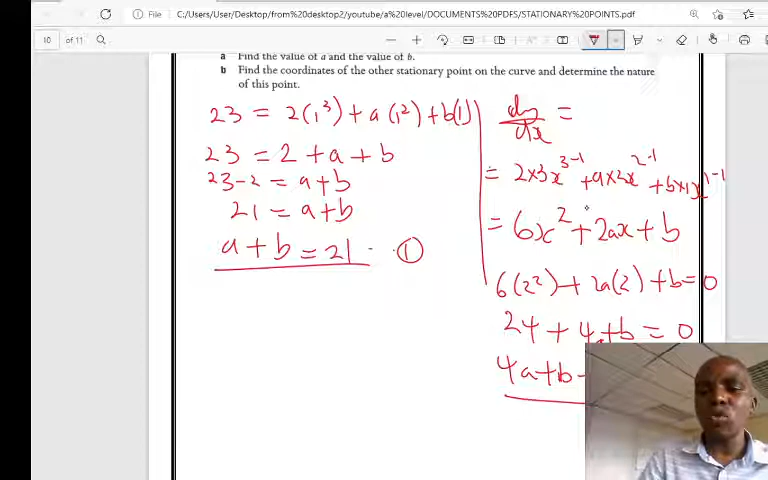 File
C:/Users/User/Desktop/from%20desktop2/youtube/a%20level/DOCUMENTS%20PDFS/STATIONARY%20POINTS.pdf
10 of 11
a Find the value of a and the value of b.
b Find the coordinates of the other stationary point on the curve and determine the nature
of this point.
23 = 2(1³) + a(1²) + b(1)
23 = 2 + a + b
23-2 = a+b
21 = a+b
a + b = 21 ①
dy/dx =
= 2×3x³⁻¹ + a×2x²⁻¹ + b×1x¹⁻¹
= 6x² + 2ax + b
6(2²) + 2a(2) + b = 0
24 + 4a + b = 0
4a+b